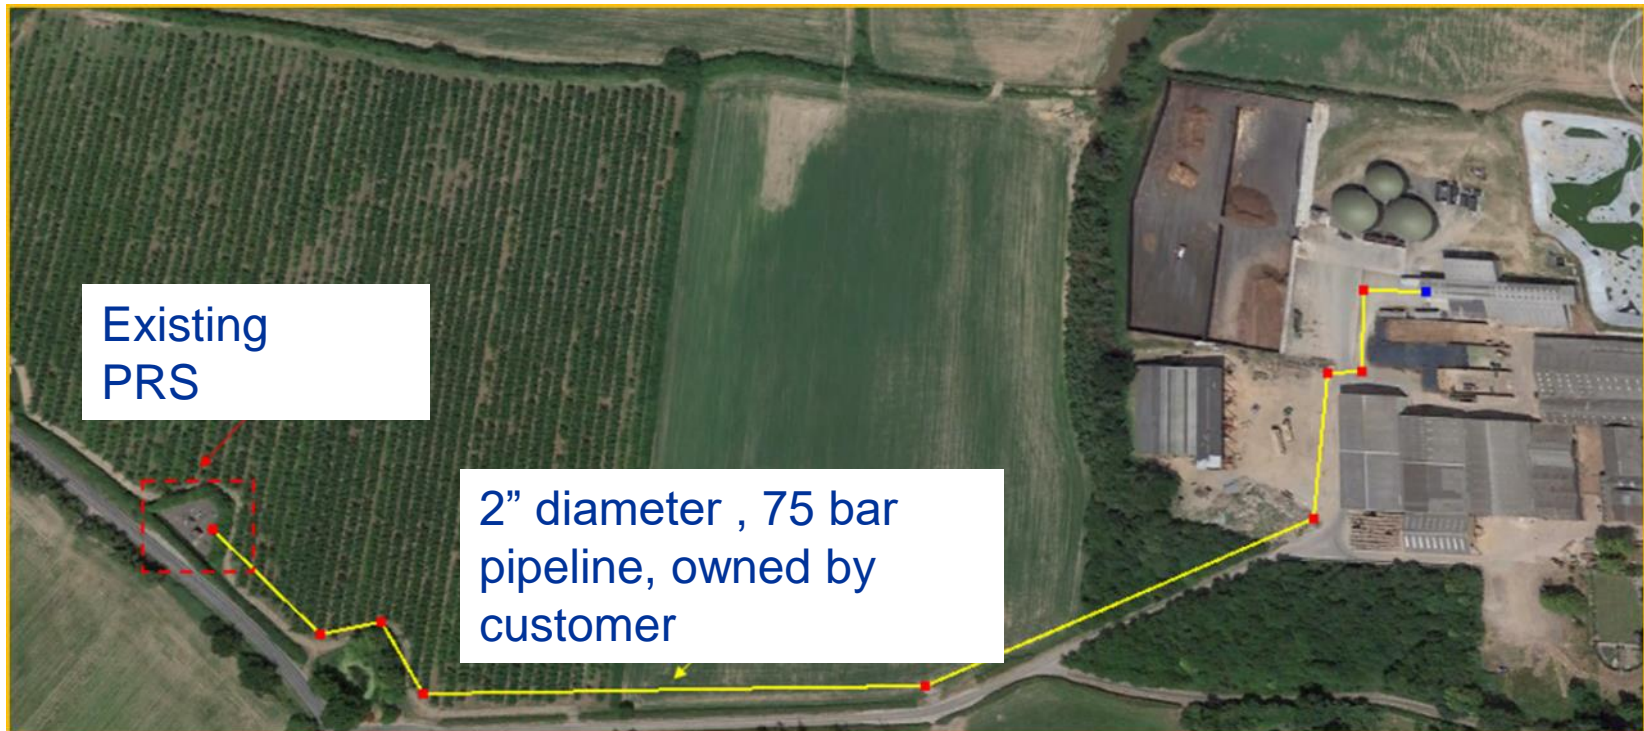 Existing
PRS
2” diameter , 75 bar
pipeline, owned by
customer